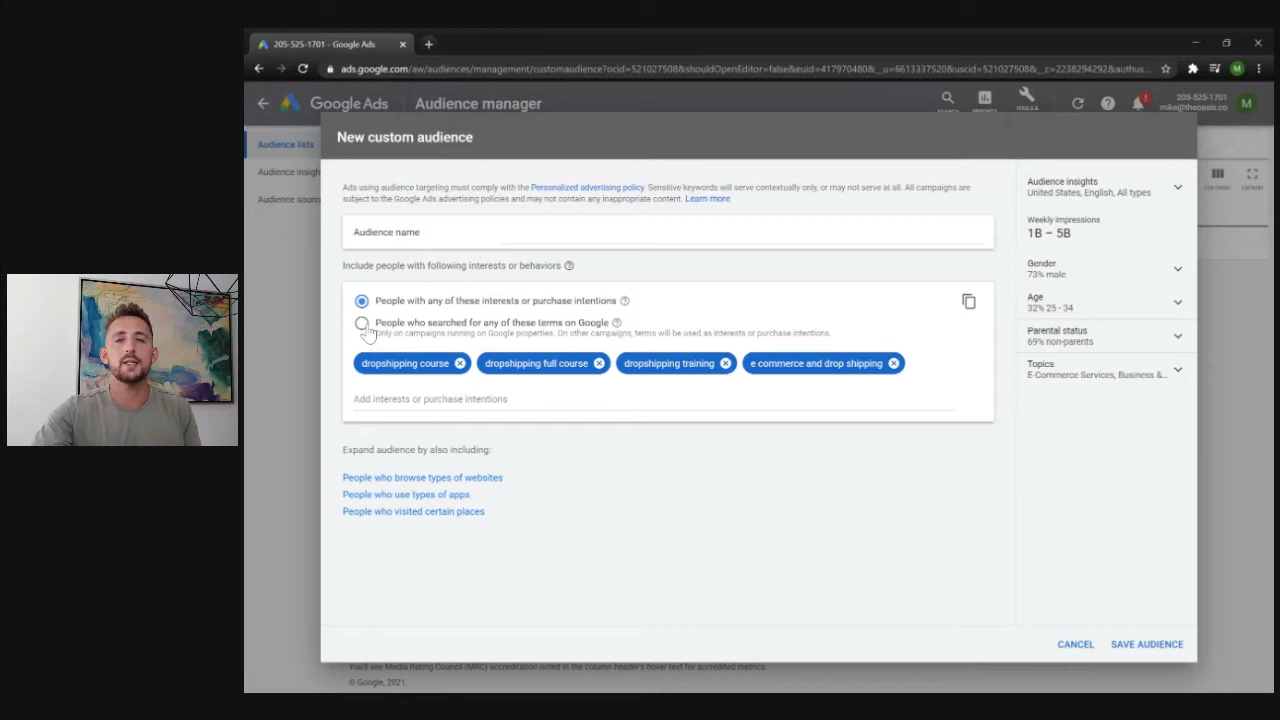 205-525-1701 - Google Ads
ads.google.com/aw/audiences/management/customaudience?ocid=521027508&shouldOpenEditor=false&euid=417970480&__u=6613337520&uscid=521027508&__c=2238294292&authus...
M
Google Ads
Audience manager
205-525-1701
mike@theoasis.co
M
New custom audience
Audience lists
Audience insigh
Audience sourc
Ads using audience targeting must comply with the Personalized advertising policy. Sensitive keywords will serve contextually only, or may not serve at all. All campaigns are
subject to the Google Ads advertising policies and may not contain any inappropriate content. Learn more
Audience name
Include people with following interests or behaviors
People with any of these interests or purchase intentions
People who searched for any of these terms on Google
Only on campaigns running on Google properties. On other campaigns, terms will be used as interests or purchase intentions.
dropshipping course
dropshipping full course
dropshipping training
e commerce and drop shipping
Add interests or purchase intentions
Expand audience by also including:
People who browse types of websites
People who use types of apps
People who visited certain places
Audience insights
United States, English, All types
Weekly impressions
1B – 5B
Gender
73% male
Age
32% 25 - 34
Parental status
69% non-parents
Topics
E-Commerce Services, Business &...
COLUMNS
EXPAND
CANCEL
SAVE AUDIENCE
You'll see Media Rating Council (MRC) accreditation noted in the column header's hover text for accredited metrics.
© Google, 2021.